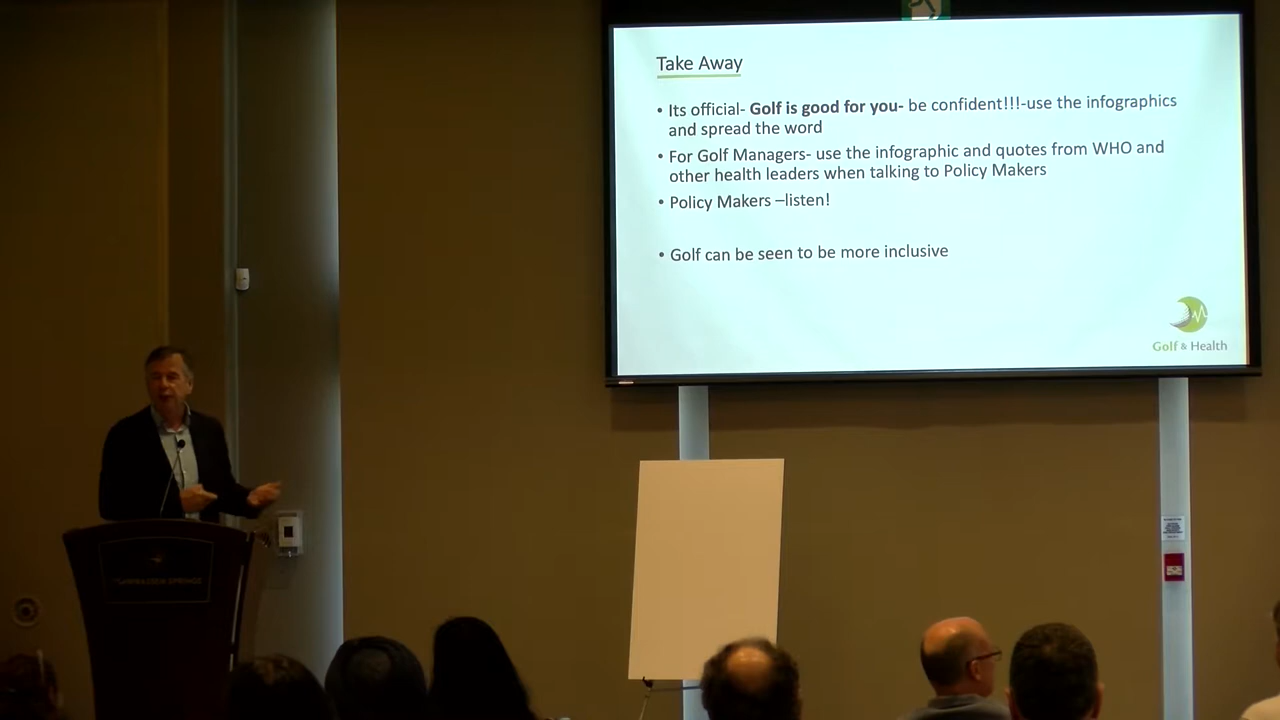 Take Away
• Its official- Golf is good for you- be confident!!!-use the infographics
and spread the word
• For Golf Managers- use the infographic and quotes from WHO and
other health leaders when talking to Policy Makers
• Policy Makers –listen!
• Golf can be seen to be more inclusive
Golf & Health
TSAWWASSEN SPRINGS